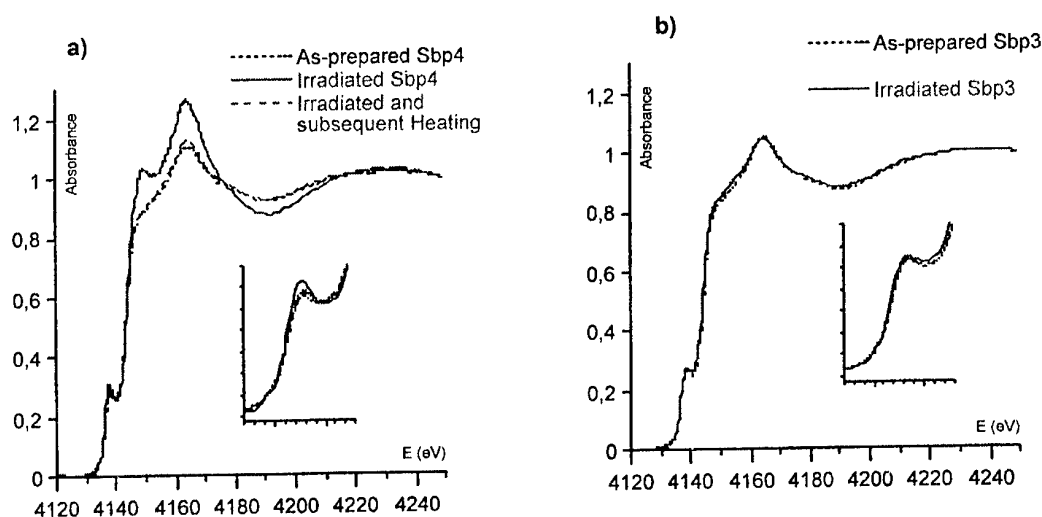 a)
As-prepared Sbp4
Irradiated Sbp4
Irradiated and
subsequent Heating
Absorbance
1,2
1
0,8
0,6
0,4
0,2
0
E (eV)
4120 4140 4160 4180 4200 4220 4240
b)
As-prepared Sbp3
Irradiated Sbp3
Absorbance
1,2
1
0,8
0,6
0,4
0,2
0
E (eV)
4120 4140 4160 4180 4200 4220 4240